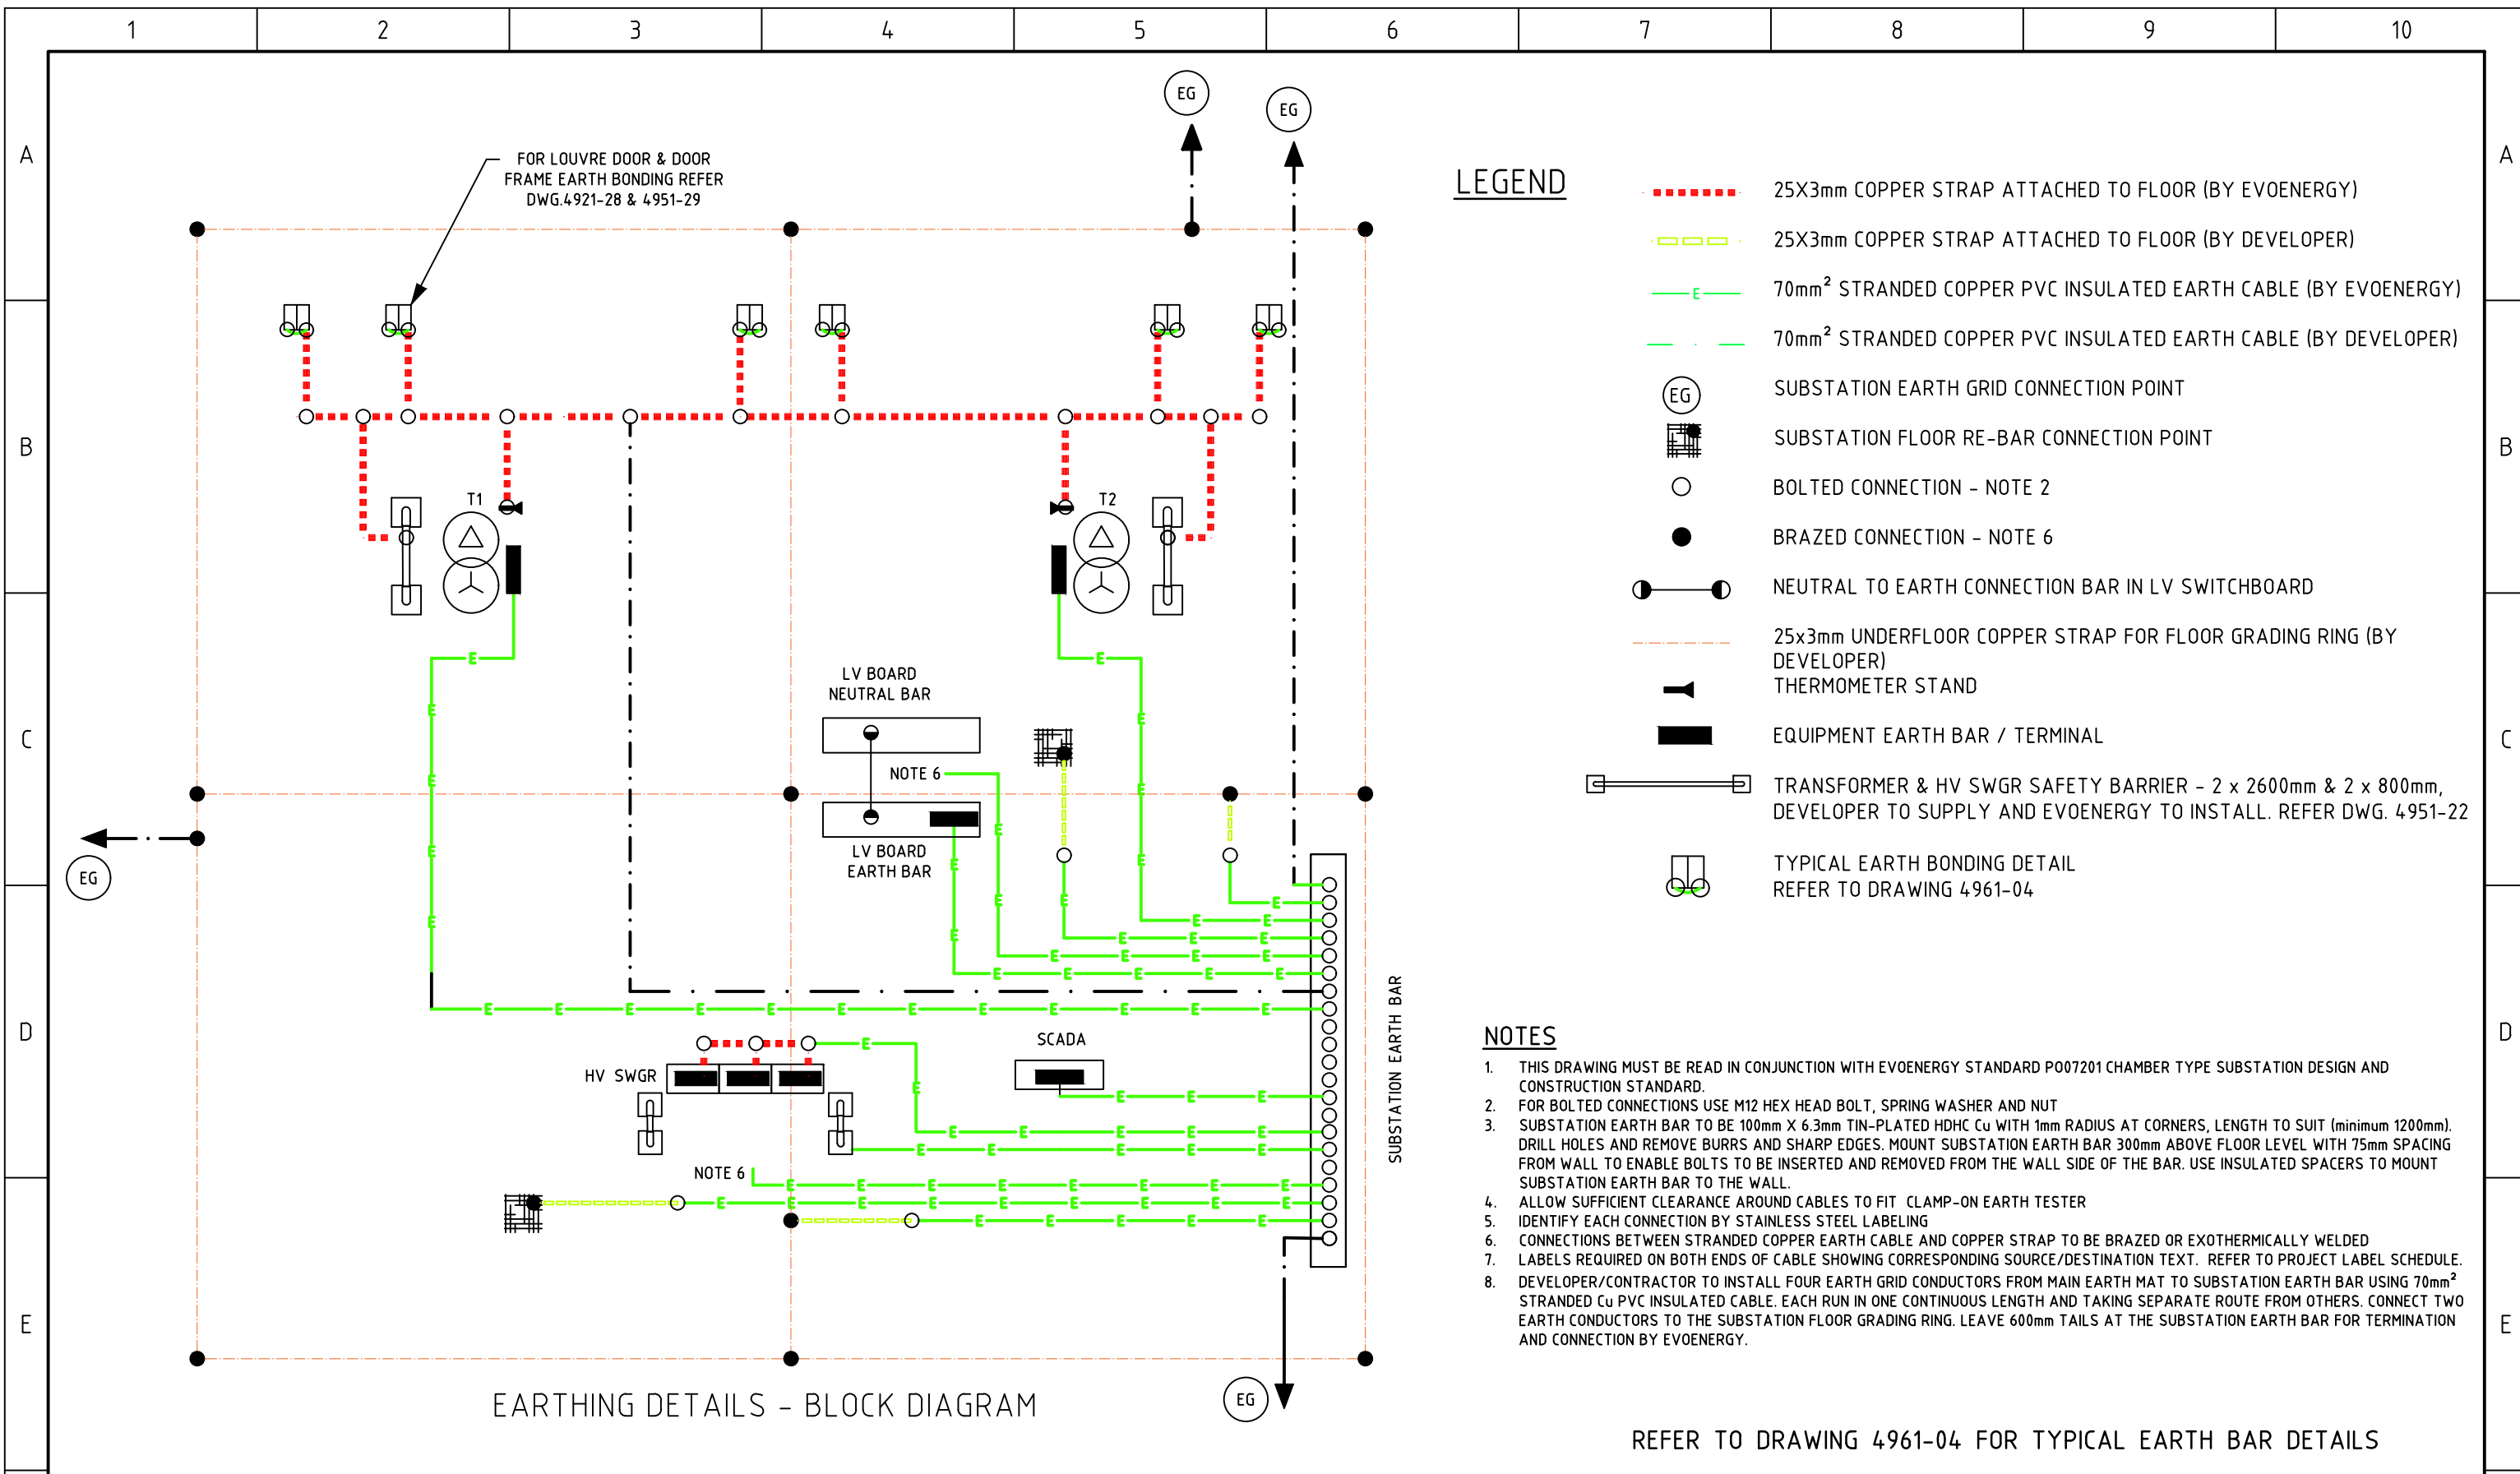 1 2 3 4 5 6 7 8 9 10
A A
B B
C C
D D
E E
EG
EG
FOR LOUVRE DOOR & DOOR
FRAME EARTH BONDING REFER
DWG.4921-28 & 4951-29
T1
T2
LV BOARD
NEUTRAL BAR
NOTE 6
LV BOARD
EARTH BAR
EG
E E E E E E E E E E E E E E
E E E E E E E E E E E E E E E E E
E E E E E E E E E E E E
SUBSTATION EARTH BAR
SCADA
HV SWGR
E E E E E
E E E E E E E E
E E E E E E E
NOTE 6
E E E E E E E E
E E E E E E E E E
E E E E E
EG
EARTHING DETAILS - BLOCK DIAGRAM
LEGEND
25X3mm COPPER STRAP ATTACHED TO FLOOR (BY EVOENERGY)
25X3mm COPPER STRAP ATTACHED TO FLOOR (BY DEVELOPER)
E 70mm² STRANDED COPPER PVC INSULATED EARTH CABLE (BY EVOENERGY)
70mm² STRANDED COPPER PVC INSULATED EARTH CABLE (BY DEVELOPER)
EG SUBSTATION EARTH GRID CONNECTION POINT
SUBSTATION FLOOR RE-BAR CONNECTION POINT
BOLTED CONNECTION - NOTE 2
BRAZED CONNECTION - NOTE 6
NEUTRAL TO EARTH CONNECTION BAR IN LV SWITCHBOARD
25x3mm UNDERFLOOR COPPER STRAP FOR FLOOR GRADING RING (BY
DEVELOPER)
THERMOMETER STAND
EQUIPMENT EARTH BAR / TERMINAL
TRANSFORMER & HV SWGR SAFETY BARRIER - 2 x 2600mm & 2 x 800mm,
DEVELOPER TO SUPPLY AND EVOENERGY TO INSTALL. REFER DWG. 4951-22
TYPICAL EARTH BONDING DETAIL
REFER TO DRAWING 4961-04
NOTES
1. THIS DRAWING MUST BE READ IN CONJUNCTION WITH EVOENERGY STANDARD PO07201 CHAMBER TYPE SUBSTATION DESIGN AND
CONSTRUCTION STANDARD.
2. FOR BOLTED CONNECTIONS USE M12 HEX HEAD BOLT, SPRING WASHER AND NUT
3. SUBSTATION EARTH BAR TO BE 100mm X 6.3mm TIN-PLATED HDHC Cu WITH 1mm RADIUS AT CORNERS, LENGTH TO SUIT (minimum 1200mm).
DRILL HOLES AND REMOVE BURRS AND SHARP EDGES. MOUNT SUBSTATION EARTH BAR 300mm ABOVE FLOOR LEVEL WITH 75mm SPACING
FROM WALL TO ENABLE BOLTS TO BE INSERTED AND REMOVED FROM THE WALL SIDE OF THE BAR. USE INSULATED SPACERS TO MOUNT
SUBSTATION EARTH BAR TO THE WALL.
4. ALLOW SUFFICIENT CLEARANCE AROUND CABLES TO FIT CLAMP-ON EARTH TESTER
5. IDENTIFY EACH CONNECTION BY STAINLESS STEEL LABELING
6. CONNECTIONS BETWEEN STRANDED COPPER EARTH CABLE AND COPPER STRAP TO BE BRAZED OR EXOTHERMICALLY WELDED
7. LABELS REQUIRED ON BOTH ENDS OF CABLE SHOWING CORRESPONDING SOURCE/DESTINATION TEXT. REFER TO PROJECT LABEL SCHEDULE.
8. DEVELOPER/CONTRACTOR TO INSTALL FOUR EARTH GRID CONDUCTORS FROM MAIN EARTH MAT TO SUBSTATION EARTH BAR USING 70mm²
STRANDED Cu PVC INSULATED CABLE. EACH RUN IN ONE CONTINUOUS LENGTH AND TAKING SEPARATE ROUTE FROM OTHERS. CONNECT TWO
EARTH CONDUCTORS TO THE SUBSTATION FLOOR GRADING RING. LEAVE 600mm TAILS AT THE SUBSTATION EARTH BAR FOR TERMINATION
AND CONNECTION BY EVOENERGY.
REFER TO DRAWING 4961-04 FOR TYPICAL EARTH BAR DETAILS